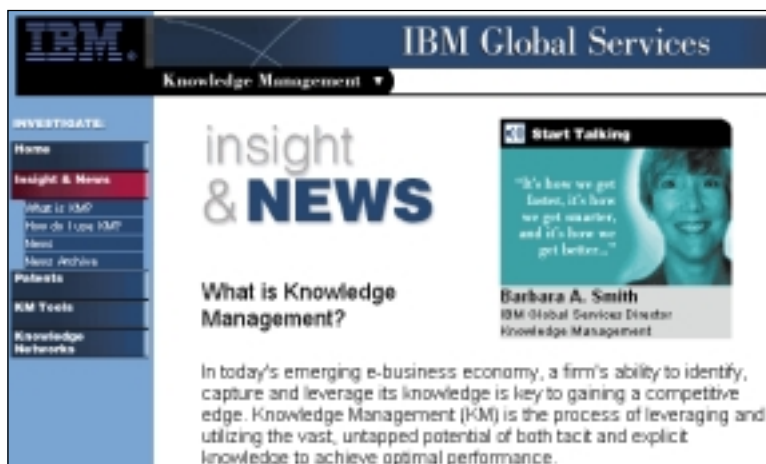 IBM.
IBM Global Services
Knowledge Management ▼
INVESTIGATE:
Home
Insight & News
What is KM?
How do I use KM?
News
News Archive
Patents
KM Tools
Knowledge
Networks
insight
& NEWS
Start Talking
"It's how we get
faster, it's how
we got smarter,
and it's how we
get better..."
Barbara A. Smith
IBM Global Services Director
Knowledge Management
What is Knowledge
Management?
In today's emerging e-business economy, a firm's ability to identify,
capture and leverage its knowledge is key to gaining a competitive
edge. Knowledge Management (KM) is the process of leveraging and
utilizing the vast, untapped potential of both tacit and explicit
knowledge to achieve optimal performance.